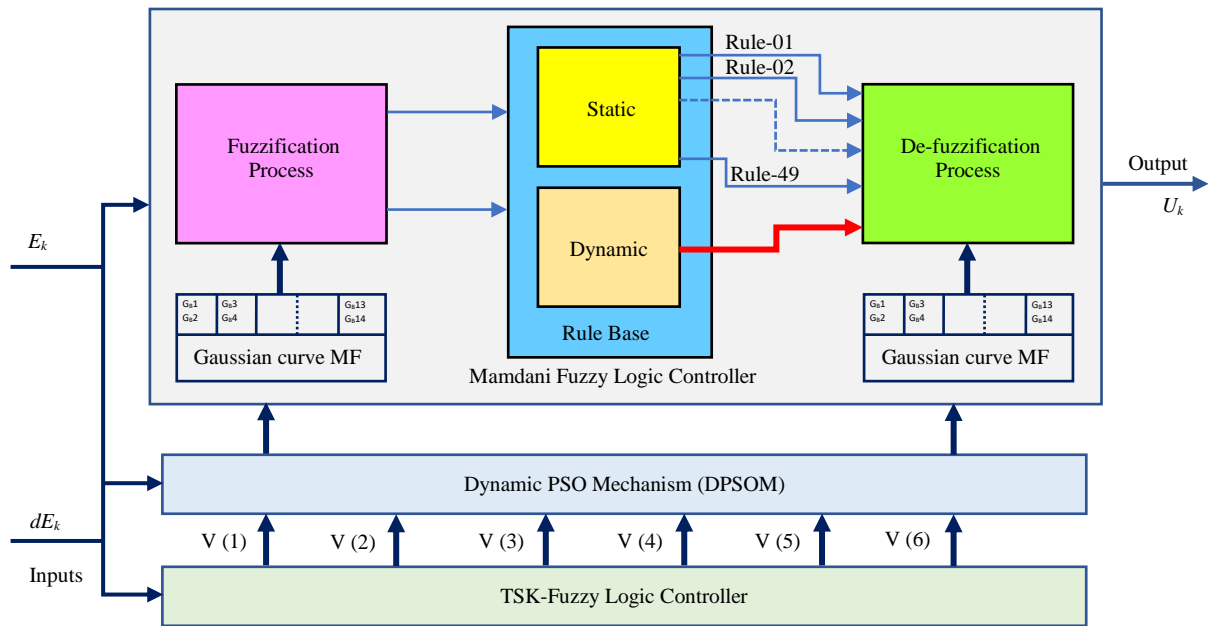 Rule-01
Rule-02
Static
Fuzzification
Process
De-fuzzification
Process
Rule-49
Output
U_k
E_k
Dynamic
G_B1
G_B2
G_B3
G_B4
G_B13
G_B14
Gaussian curve MF
Rule Base
G_B1
G_B2
G_B3
G_B4
G_B13
G_B14
Gaussian curve MF
Mamdani Fuzzy Logic Controller
Dynamic PSO Mechanism (DPSOM)
dE_k
Inputs
V (1)
V (2)
V (3)
V (4)
V (5)
V (6)
TSK-Fuzzy Logic Controller